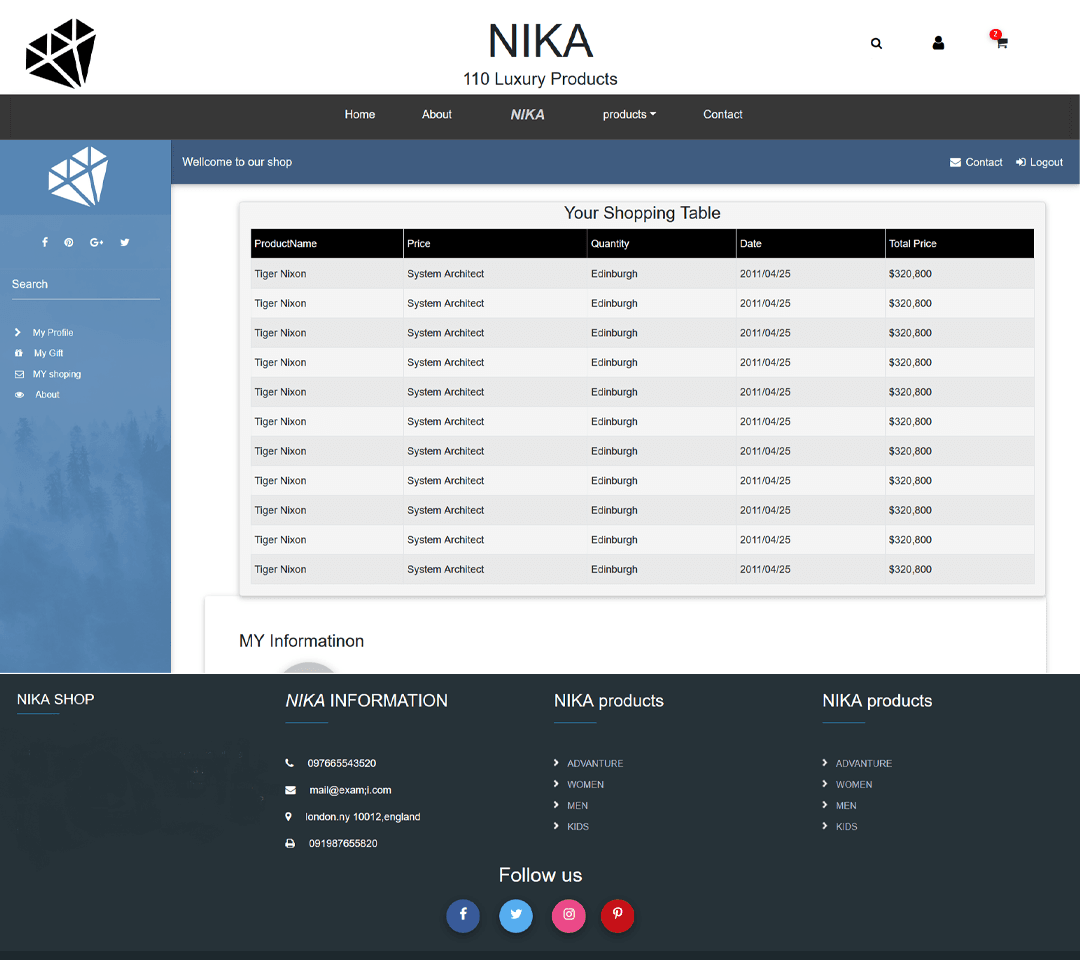 NIKA
110 Luxury Products
2
Home About NIKA products Contact
Wellcome to our shop Contact Logout
Search
My Profile
My Gift
MY shoping
About
Your Shopping Table
ProductName Price Quantity Date Total Price
Tiger Nixon System Architect Edinburgh 2011/04/25 $320,800
Tiger Nixon System Architect Edinburgh 2011/04/25 $320,800
Tiger Nixon System Architect Edinburgh 2011/04/25 $320,800
Tiger Nixon System Architect Edinburgh 2011/04/25 $320,800
Tiger Nixon System Architect Edinburgh 2011/04/25 $320,800
Tiger Nixon System Architect Edinburgh 2011/04/25 $320,800
Tiger Nixon System Architect Edinburgh 2011/04/25 $320,800
Tiger Nixon System Architect Edinburgh 2011/04/25 $320,800
Tiger Nixon System Architect Edinburgh 2011/04/25 $320,800
Tiger Nixon System Architect Edinburgh 2011/04/25 $320,800
Tiger Nixon System Architect Edinburgh 2011/04/25 $320,800
MY Informatinon
NIKA SHOP
NIKA INFORMATION
097665543520
mail@exam;i.com
london.ny 10012,england
091987655820
NIKA products
ADVANTURE
WOMEN
MEN
KIDS
NIKA products
ADVANTURE
WOMEN
MEN
KIDS
Follow us